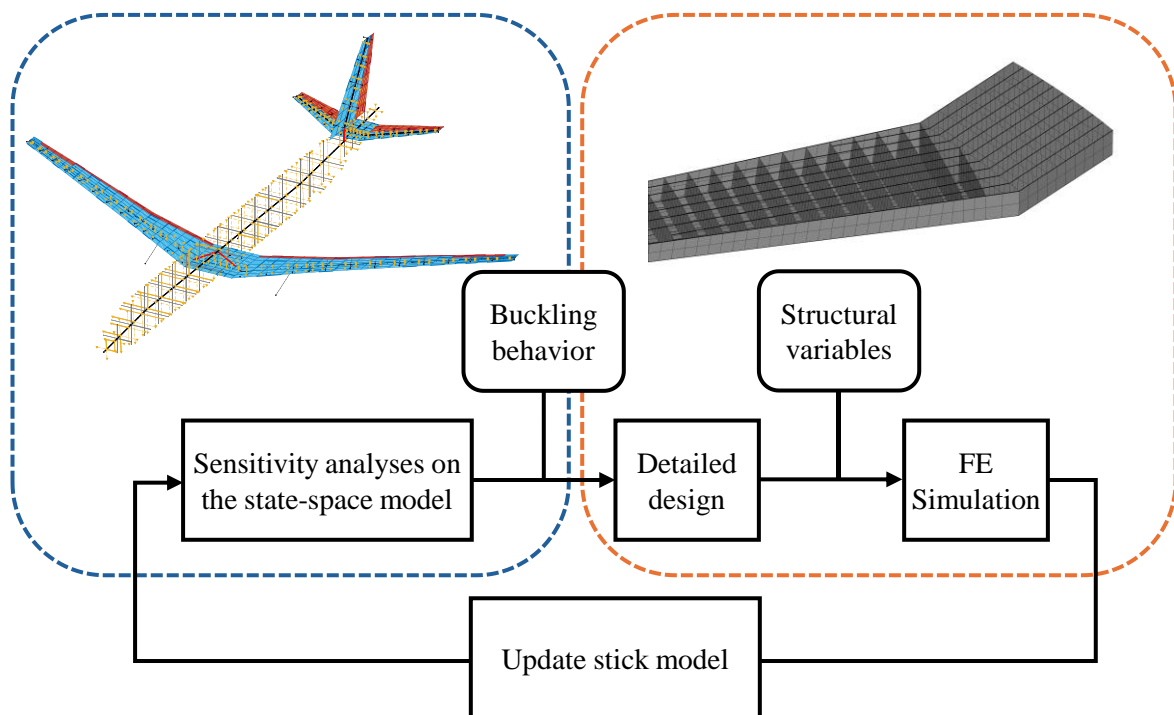 Buckling
behavior
Structural
variables
Sensitivity analyses on
the state-space model
Detailed
design
FE
Simulation
Update stick model